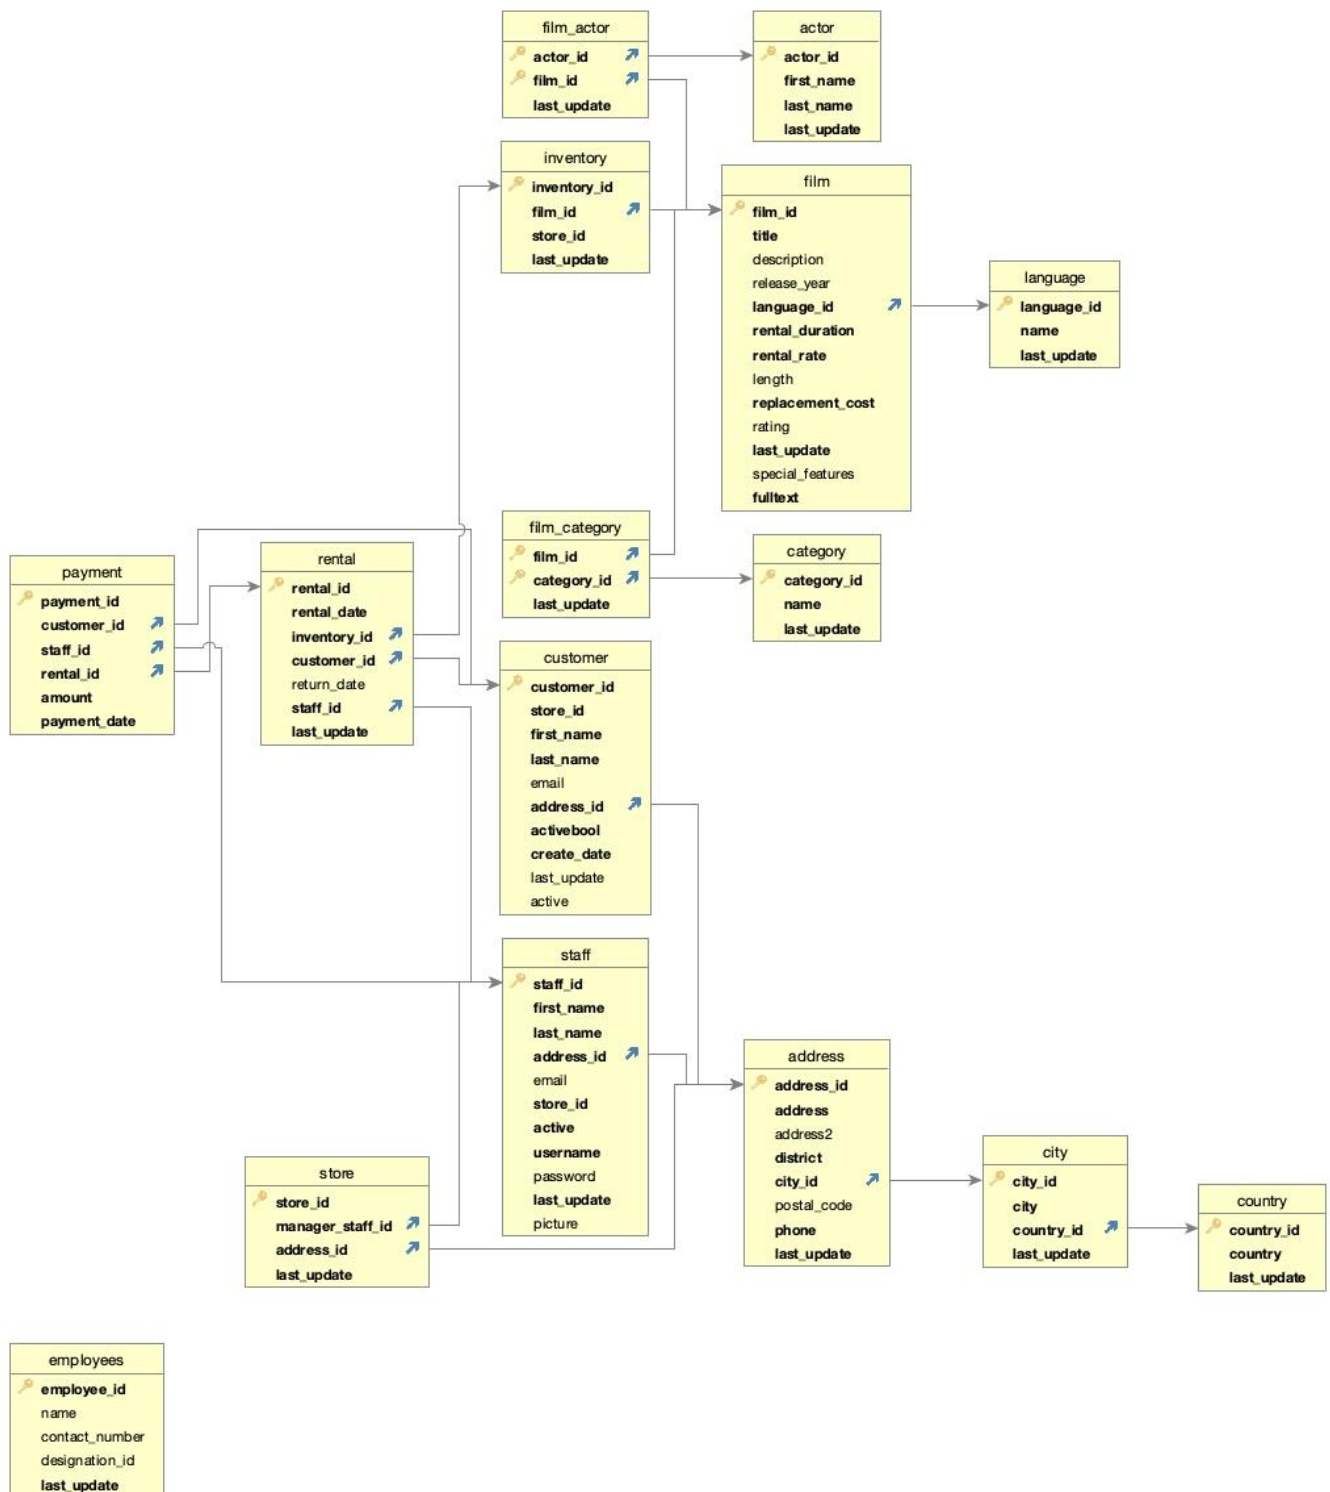 film_actor
actor_id
film_id
last_update
actor
actor_id
first_name
last_name
last_update
inventory
inventory_id
film_id
store_id
last_update
film
film_id
title
description
release_year
language_id
rental_duration
rental_rate
length
replacement_cost
rating
last_update
special_features
fulltext
language
language_id
name
last_update
film_category
film_id
category_id
last_update
category
category_id
name
last_update
payment
payment_id
customer_id
staff_id
rental_id
amount
payment_date
rental
rental_id
rental_date
inventory_id
customer_id
return_date
staff_id
last_update
customer
customer_id
store_id
first_name
last_name
email
address_id
activebool
create_date
last_update
active
staff
staff_id
first_name
last_name
address_id
email
store_id
active
username
password
last_update
picture
store
store_id
manager_staff_id
address_id
last_update
address
address_id
address
address2
district
city_id
postal_code
phone
last_update
city
city_id
city
country_id
last_update
country
country_id
country
last_update
employees
employee_id
name
contact_number
designation_id
last_update